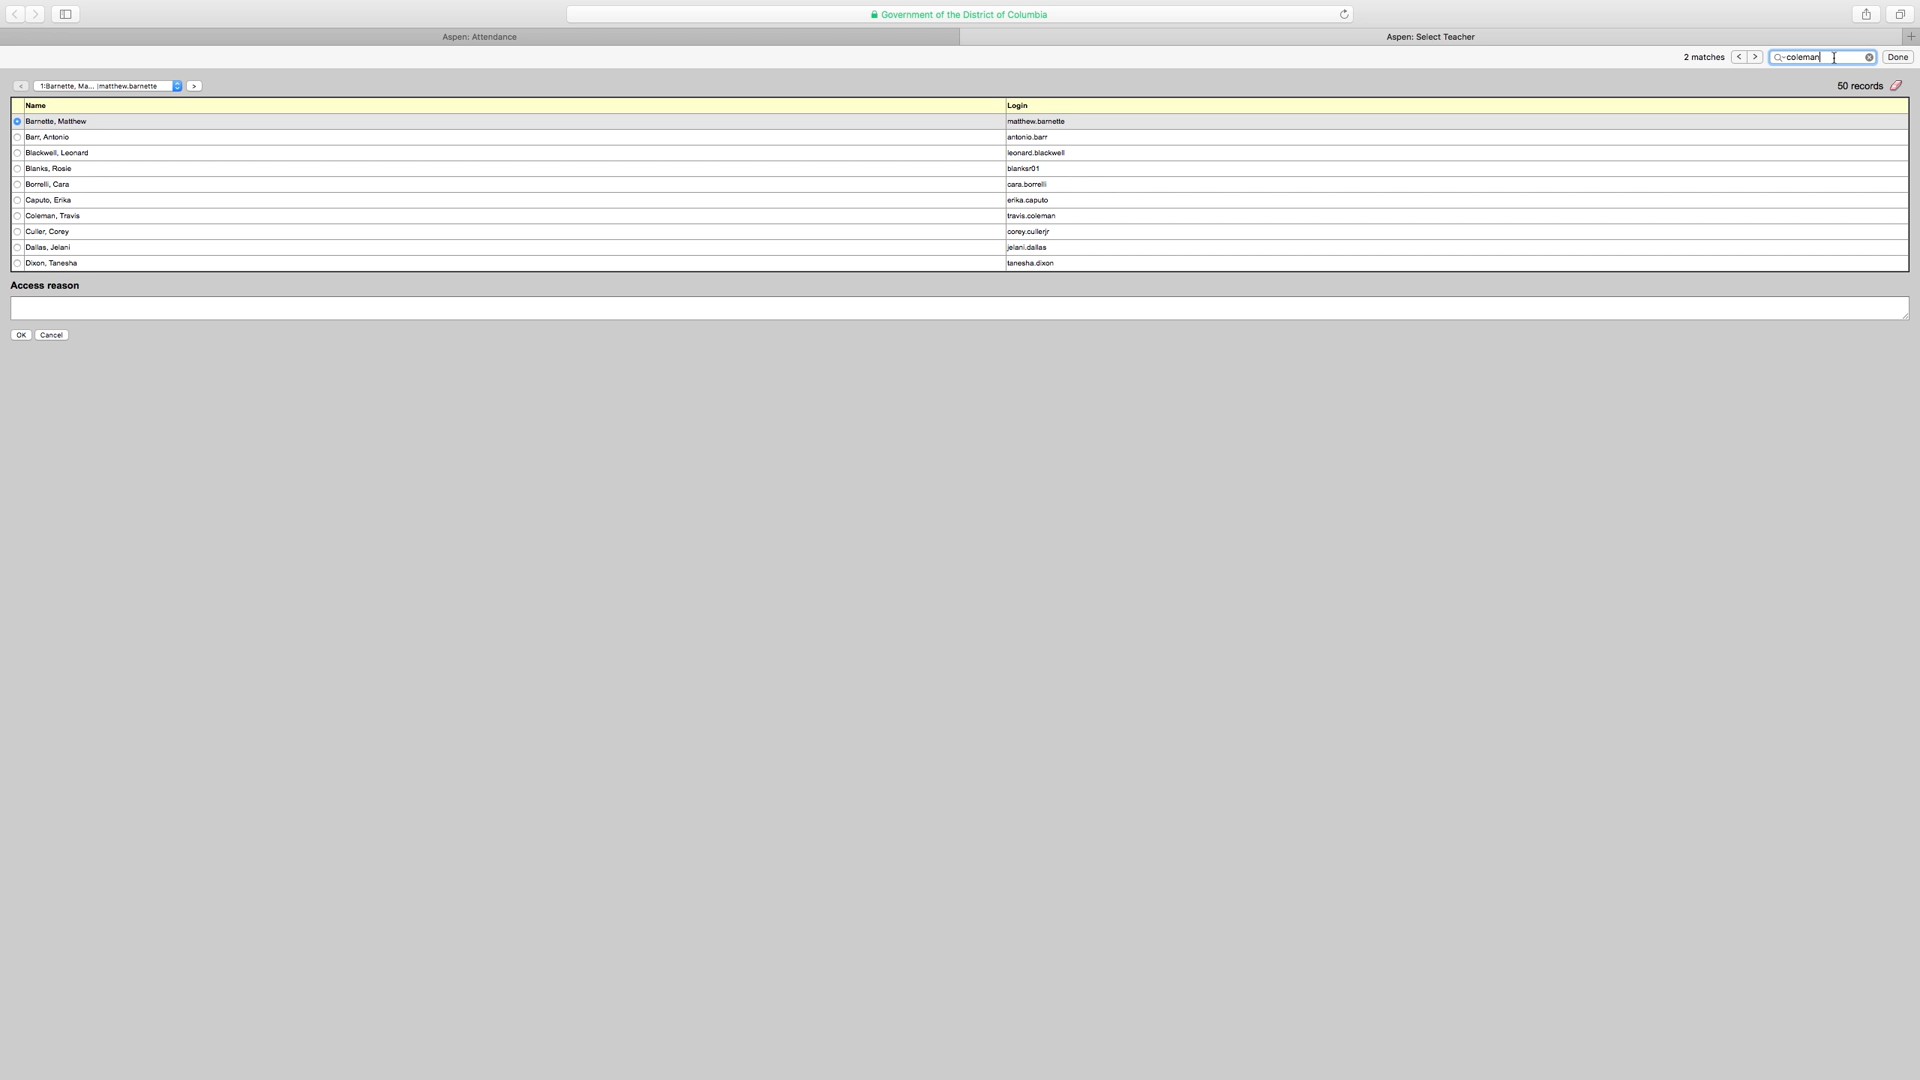 Government of the District of Columbia
Aspen: Attendance
Aspen: Select Teacher
2 matches
coleman
Done
1:Barnette, Ma... |matthew.barnette
50 records
Name Login
Barnette, Matthew matthew.barnette
Barr, Antonio antonio.barr
Blackwell, Leonard leonard.blackwell
Blanks, Rosie blanksr01
Borrelli, Cara cara.borrelli
Caputo, Erika erika.caputo
Coleman, Travis travis.coleman
Culler, Corey corey.cullerjr
Dallas, Jelani jelani.dallas
Dixon, Tanesha tanesha.dixon
Access reason
OK Cancel